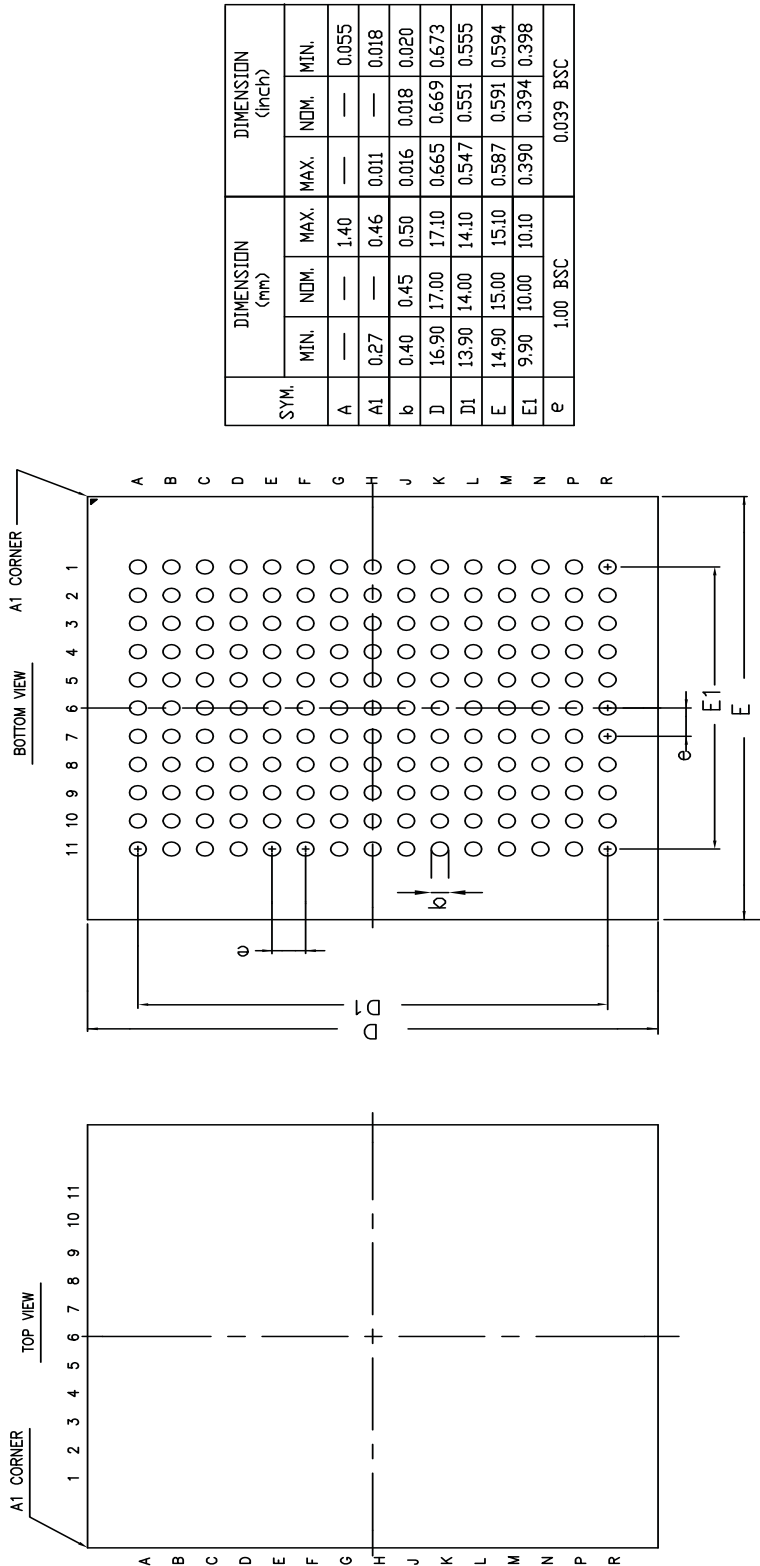 TOP VIEW
A1 CORNER
1 2 3 4 5 6 7 8 9 10 11
A
B
C
D
E
F
G
H
J
K
L
M
N
P
R
BOTTOM VIEW
A1 CORNER
11 10 9 8 7 6 5 4 3 2 1
A
B
C
D
E
F
G
H
J
K
L
M
N
P
R
D
D1
e
b
e
E1
E
SYM. DIMENSION (mm) DIMENSION (inch)
MIN. NOM. MAX. MAX. NOM. MIN.
A — — 1.40 — — 0.055
A1 0.27 — 0.46 0.011 — 0.018
b 0.40 0.45 0.50 0.016 0.018 0.020
D 16.90 17.00 17.10 0.665 0.669 0.673
D1 13.90 14.00 14.10 0.547 0.551 0.555
E 14.90 15.00 15.10 0.587 0.591 0.594
E1 9.90 10.00 10.10 0.390 0.394 0.398
e 1.00 BSC 0.039 BSC